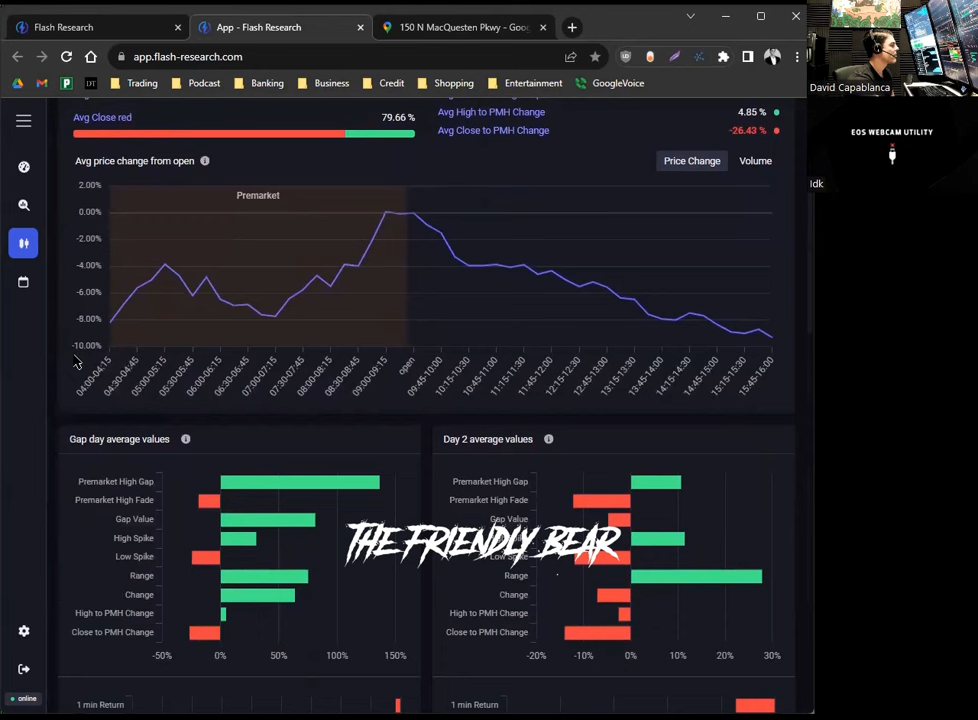 Flash Research
App - Flash Research
150 N MacQuesten Pkwy - Goo
app.flash-research.com
Trading
Podcast
Banking
Business
Credit
Shopping
Entertainment
GoogleVoice
David Capablanca
EOS WEBCAM UTILITY
Idk
Avg High to PMH Change 4.85 %
Avg Close red 79.66 %
Avg Close to PMH Change -26.43 %
Avg price change from open
Price Change
Volume
Premarket
2.00%
0.00%
-2.00%
-4.00%
-6.00%
-8.00%
-10.00%
04:00-04:15
04:30-04:45
05:00-05:15
05:30-05:45
06:00-06:15
06:30-06:45
07:00-07:15
07:30-07:45
08:00-08:15
08:30-08:45
09:00-09:15
open
09:45-10:00
10:15-10:30
10:45-11:00
11:15-11:30
11:45-12:00
12:15-12:30
12:45-13:00
13:15-13:30
13:45-14:00
14:15-14:30
14:45-15:00
15:15-15:30
15:45-16:00
Gap day average values
Premarket High Gap
Premarket High Fade
Gap Value
High Spike
Low Spike
Range
Change
High to PMH Change
Close to PMH Change
-50%
0%
50%
100%
150%
Day 2 average values
Premarket High Gap
Premarket High Fade
Gap Value
High Spike
Low Spike
Range
Change
High to PMH Change
Close to PMH Change
-20%
-10%
0%
10%
20%
30%
THE FRIENDLY BEAR
1 min Return
1 min Return
online